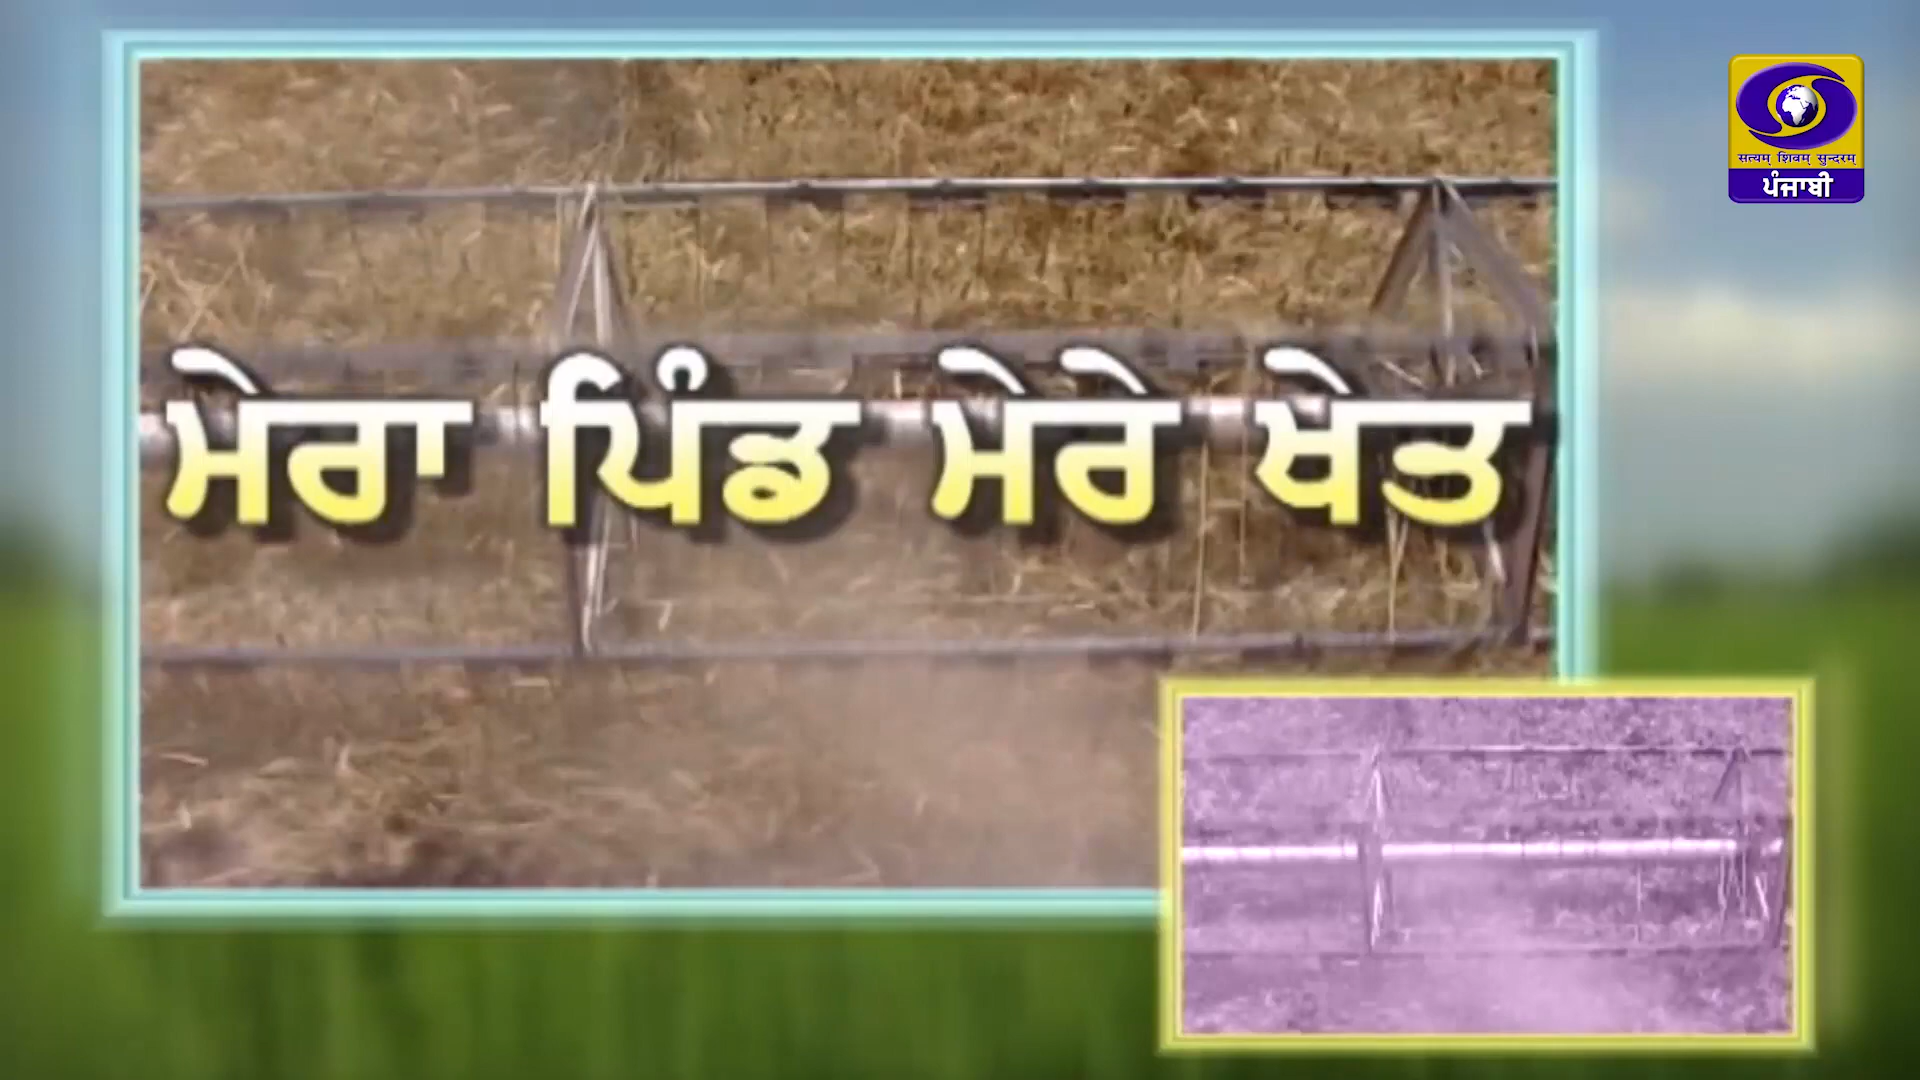 ਮੇਰਾ ਪਿੰਡ ਮੇਰੇ ਖੇਤ
सत्यम् शिवम् सुन्दरम्
ਪੰਜਾਬੀ